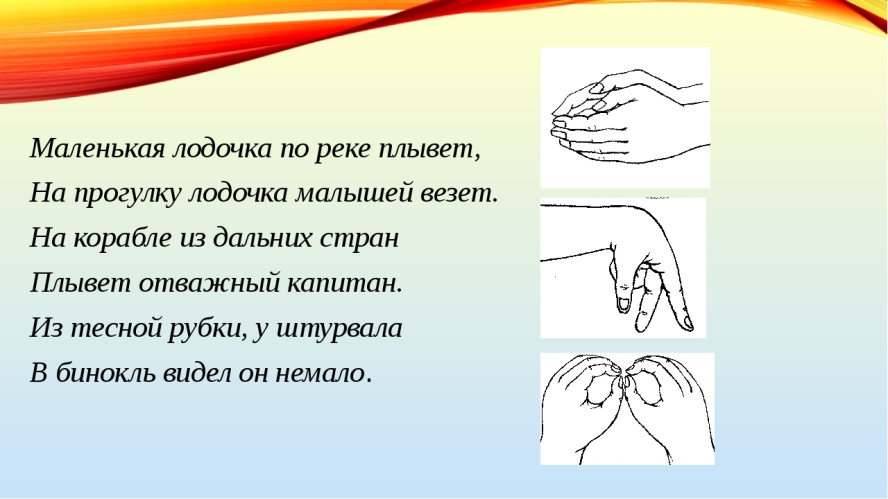 Маленькая лодочка по реке плывет,
На прогулку лодочка малышей везет.
На корабле из дальних стран
Плывет отважный капитан.
Из тесной рубки, у штурвала
В бинокль видел он немало.